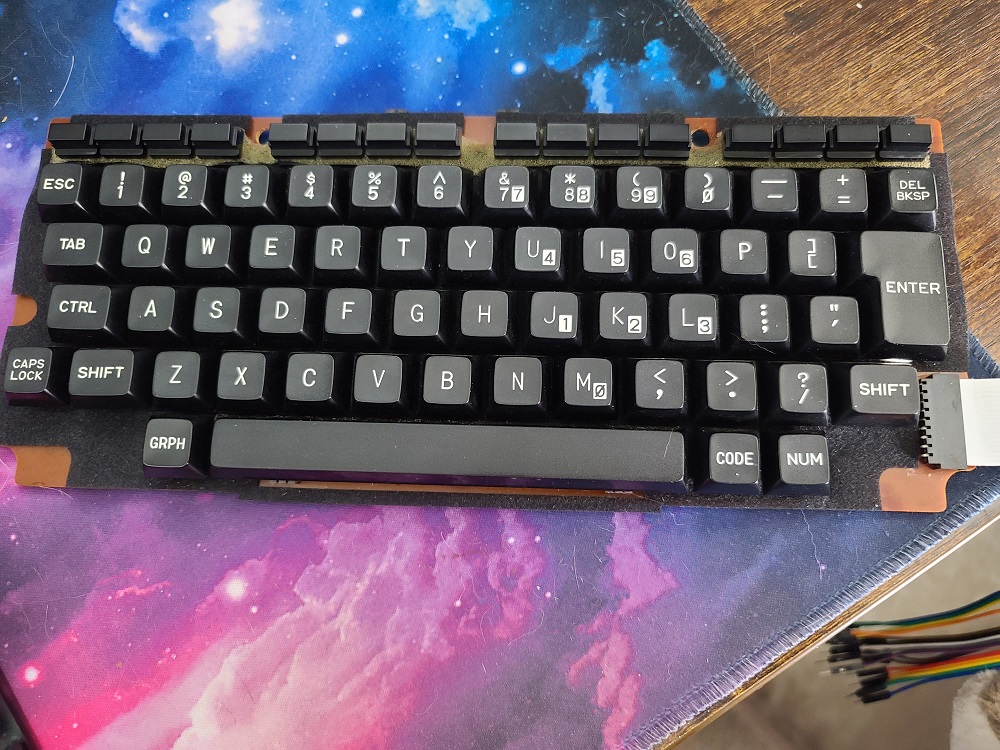 ESC ! 1 @ 2 # 3 $ 4 % 5 ^ 6 & 7 7 * 8 8 ( 9 9 ) Ø — - + = DEL BKSP
TAB Q W E R T Y U 4 I 5 O 6 P ] [ ENTER
CTRL A S D F G H J 1 K 2 L 3 : ; " '
CAPS LOCK SHIFT Z X C V B N M Ø < , > . ? / SHIFT
GRPH CODE NUM